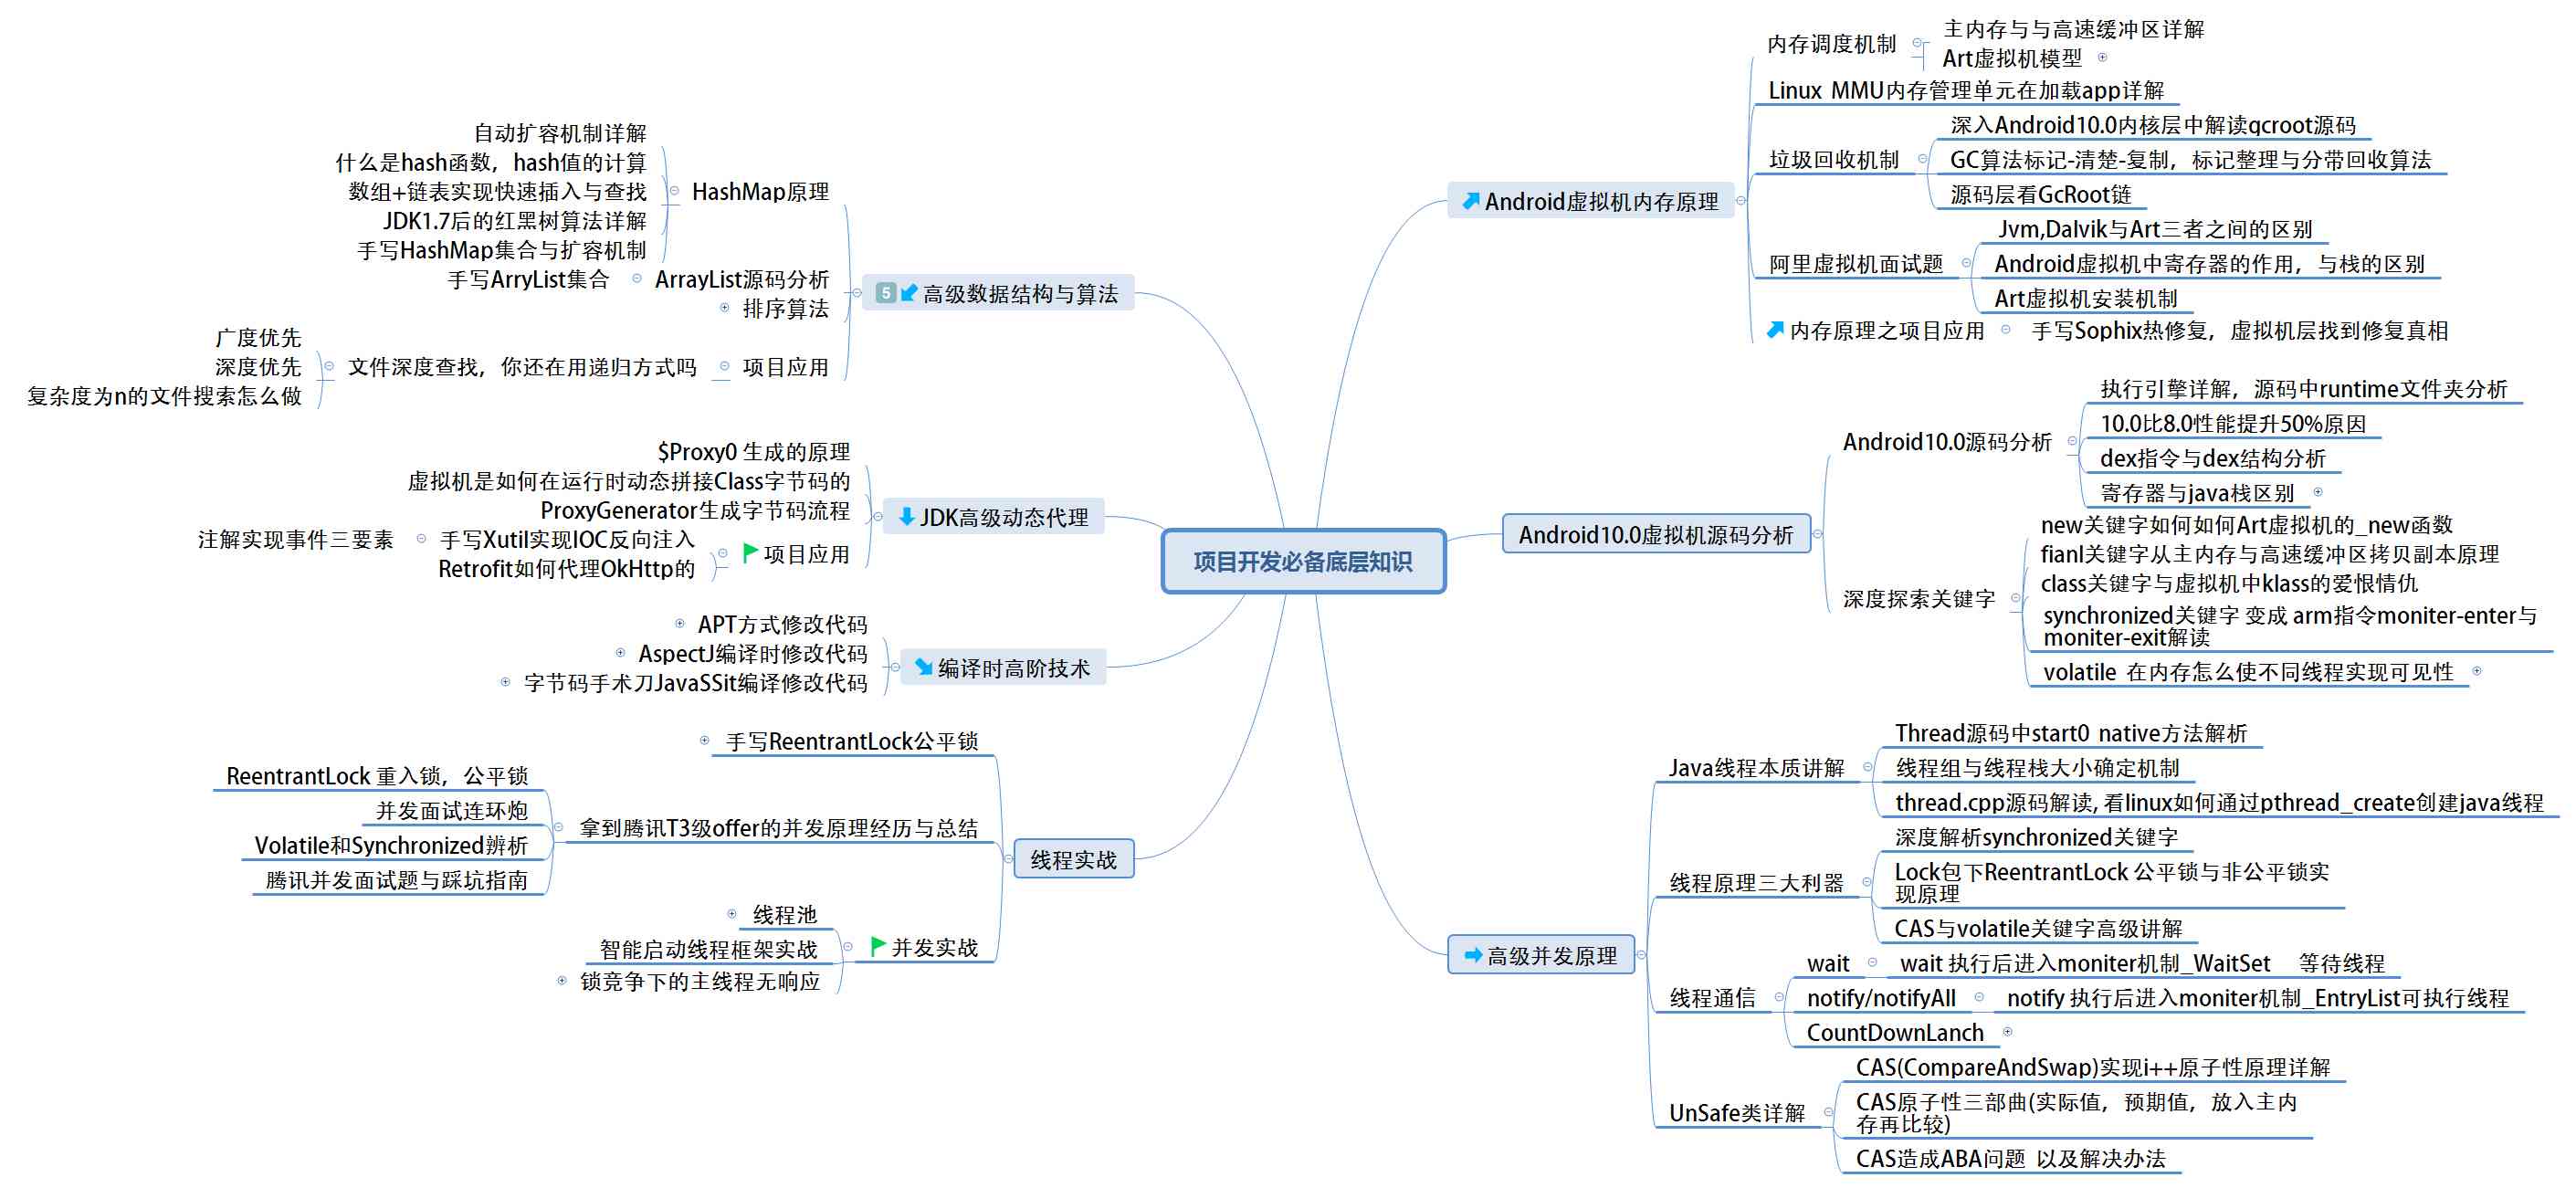 项目开发必备底层知识
Android虚拟机内存原理
内存调度机制
主内存与与高速缓冲区详解
Art虚拟机模型
Linux MMU内存管理单元在加载app详解
垃圾回收机制
深入Android10.0内核层中解读gcroot源码
GC算法标记-清楚-复制，标记整理与分带回收算法
源码层看GcRoot链
阿里虚拟机面试题
Jvm,Dalvik与Art三者之间的区别
Android虚拟机中寄存器的作用，与栈的区别
Art虚拟机安装机制
内存原理之项目应用
手写Sophix热修复，虚拟机层找到修复真相
Android10.0虚拟机源码分析
Android10.0源码分析
执行引擎详解，源码中runtime文件夹分析
10.0比8.0性能提升50%原因
dex指令与dex结构分析
寄存器与java栈区别
深度探索关键字
new关键字如何如何Art虚拟机的_new函数
fianl关键字从主内存与高速缓冲区拷贝副本原理
class关键字与虚拟机中klass的爱恨情仇
synchronized关键字 变成 arm指令moniter-enter与
moniter-exit解读
volatile 在内存怎么使不同线程实现可见性
高级并发原理
Java线程本质讲解
Thread源码中start0 native方法解析
线程组与线程栈大小确定机制
thread.cpp源码解读, 看linux如何通过pthread_create创建java线程
线程原理三大利器
深度解析synchronized关键字
Lock包下ReentrantLock 公平锁与非公平锁实
现原理
CAS与volatile关键字高级讲解
线程通信
wait
wait 执行后进入moniter机制_WaitSet 等待线程
notify/notifyAll
notify 执行后进入moniter机制_EntryList可执行线程
CountDownLanch
UnSafe类详解
CAS(CompareAndSwap)实现i++原子性原理详解
CAS原子性三部曲(实际值，预期值，放入主内
存再比较)
CAS造成ABA问题 以及解决办法
5 高级数据结构与算法
HashMap原理
自动扩容机制详解
什么是hash函数，hash值的计算
数组+链表实现快速插入与查找
JDK1.7后的红黑树算法详解
手写HashMap集合与扩容机制
ArrayList源码分析
手写ArryList集合
排序算法
项目应用
文件深度查找，你还在用递归方式吗
广度优先
深度优先
复杂度为n的文件搜索怎么做
JDK高级动态代理
$Proxy0 生成的原理
虚拟机是如何在运行时动态拼接Class字节码的
ProxyGenerator生成字节码流程
项目应用
手写Xutil实现IOC反向注入
注解实现事件三要素
Retrofit如何代理OkHttp的
编译时高阶技术
APT方式修改代码
AspectJ编译时修改代码
字节码手术刀JavaSSit编译修改代码
线程实战
手写ReentrantLock公平锁
拿到腾讯T3级offer的并发原理经历与总结
ReentrantLock 重入锁，公平锁
并发面试连环炮
Volatile和Synchronized辨析
腾讯并发面试题与踩坑指南
并发实战
线程池
智能启动线程框架实战
锁竞争下的主线程无响应